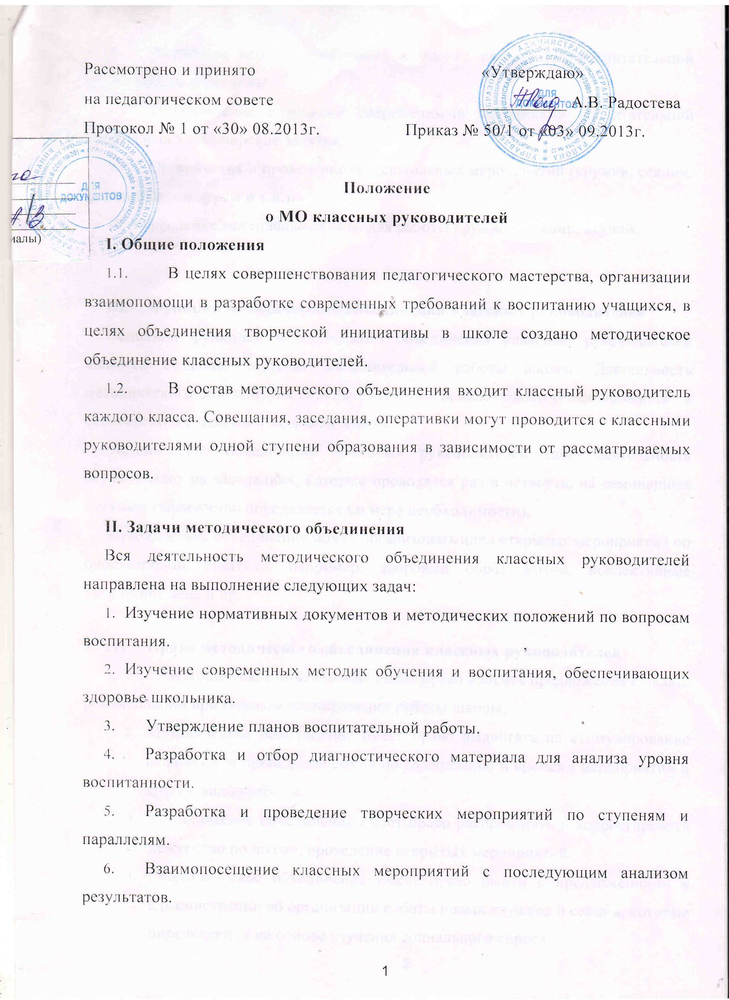 Рассмотрено и принято
«Утверждаю»
на педагогическом совете
А.В. Радостева
Протокол № 1 от «30» 08.2013г.
Приказ № 50/1 от «03» 09.2013г.
ДЛЯ
ДОКУМЕНТОВ
ДЛЯ
ДОКУМЕНТОВ
Положение
о МО классных руководителей
I. Общие положения
1.1. В целях совершенствования педагогического мастерства, организации
взаимопомощи в разработке современных требований к воспитанию учащихся, в
целях объединения творческой инициативы в школе создано методическое
объединение классных руководителей.
1.2. В состав методического объединения входит классный руководитель
каждого класса. Совещания, заседания, оперативки могут проводится с классными
руководителями одной ступени образования в зависимости от рассматриваемых
вопросов.
II. Задачи методического объединения
Вся деятельность методического объединения классных руководителей
направлена на выполнение следующих задач:
1. Изучение нормативных документов и методических положений по вопросам
воспитания.
2. Изучение современных методик обучения и воспитания, обеспечивающих
здоровье школьника.
3. Утверждение планов воспитательной работы.
4. Разработка и отбор диагностического материала для анализа уровня
воспитанности.
5. Разработка и проведение творческих мероприятий по ступеням и
параллелям.
6. Взаимопосещение классных мероприятий с последующим анализом
результатов.
1